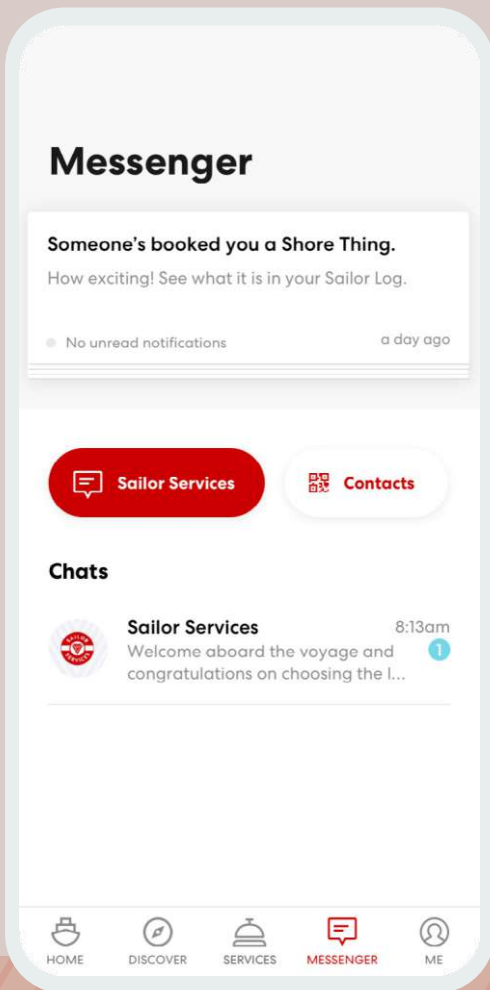 Messenger
Someone's booked you a Shore Thing.
How exciting! See what it is in your Sailor Log.
No unread notifications
a day ago
Sailor Services
Contacts
Chats
SAILOR
SERVICES
Sailor Services
8:13am
Welcome aboard the voyage and
1
congratulations on choosing the l...
HOME
DISCOVER
SERVICES
MESSENGER
ME